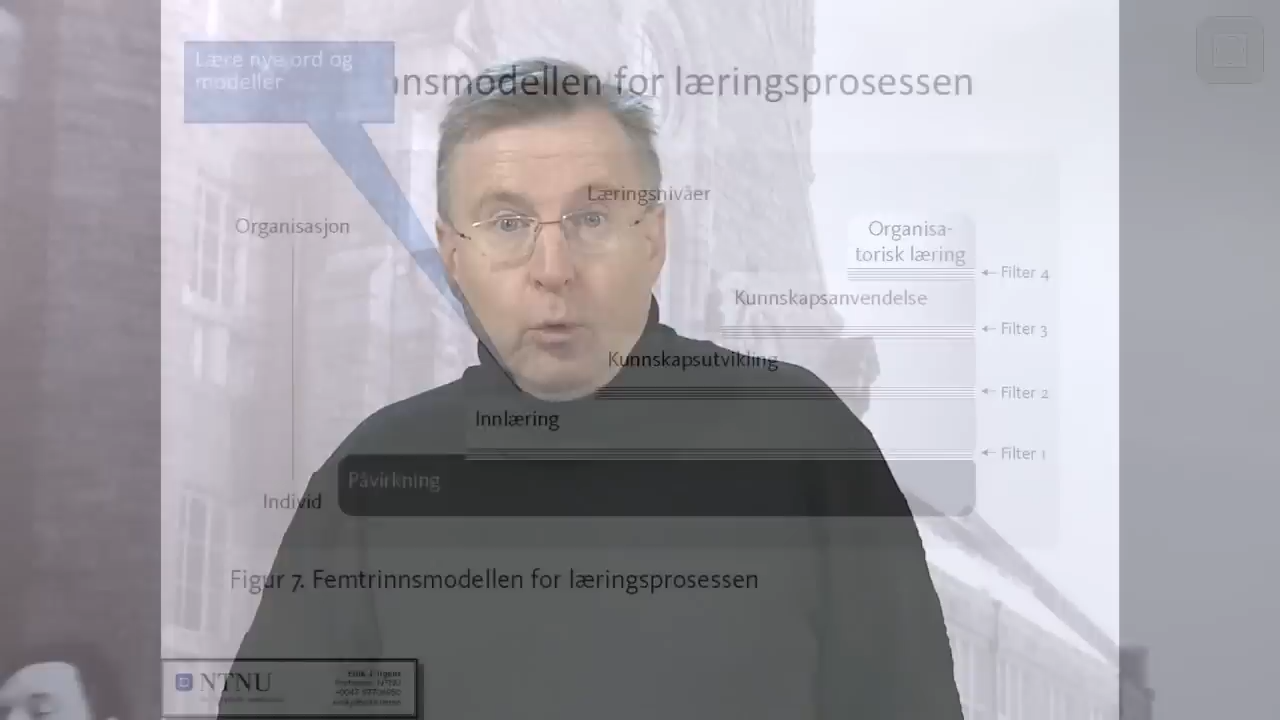 Lære nye ord og
modeller
nnsmodellen for læringsprosessen
Læringsnivåer
Organisasjon
Organisa-
torisk læring
Filter 4
Kunnskapsanvendelse
Filter 3
Kunnskapsutvikling
Filter 2
Innlæring
Filter 1
Påvirkning
Individ
Figur 7. Femtrinnsmodellen for læringsprosessen
NTNU